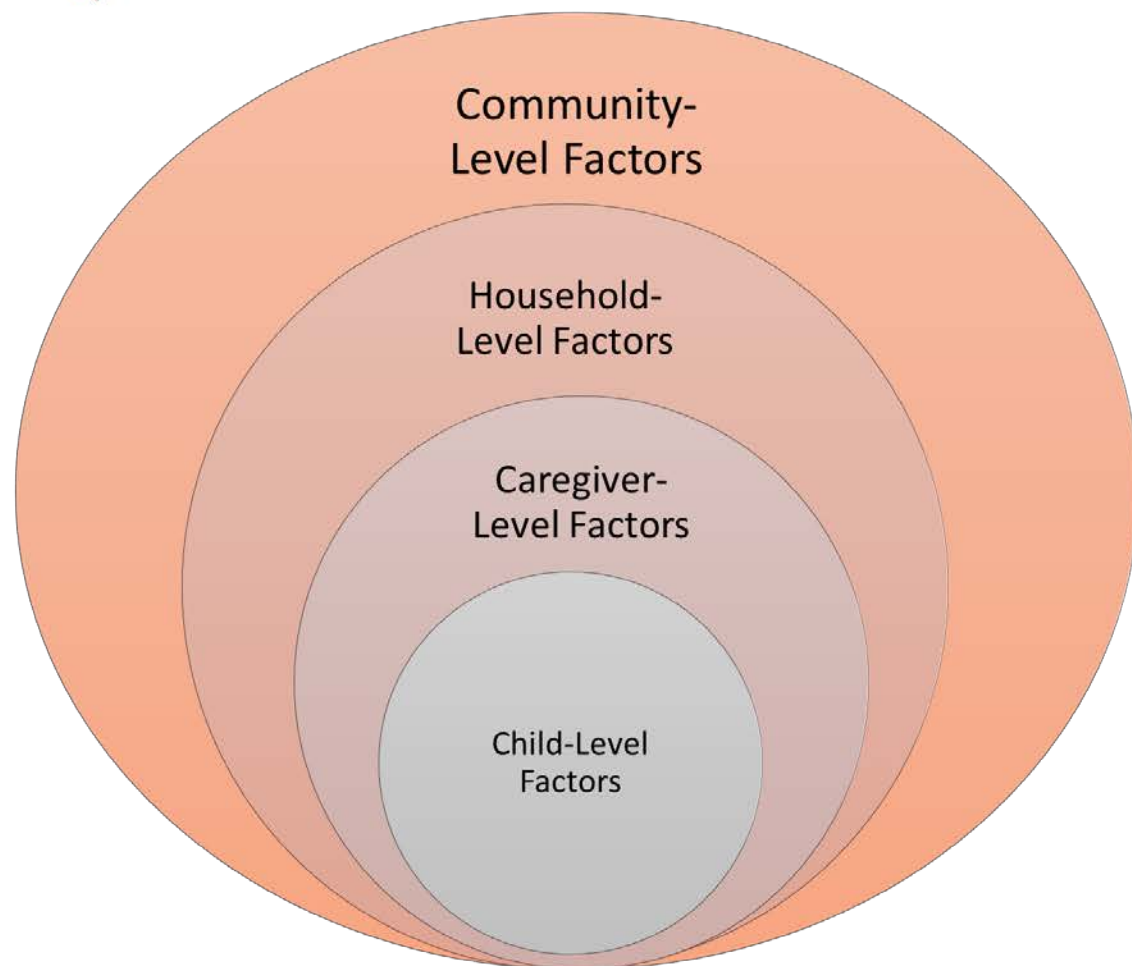 Community-
Level Factors
Household-
Level Factors
Caregiver-
Level Factors
Child-Level
Factors